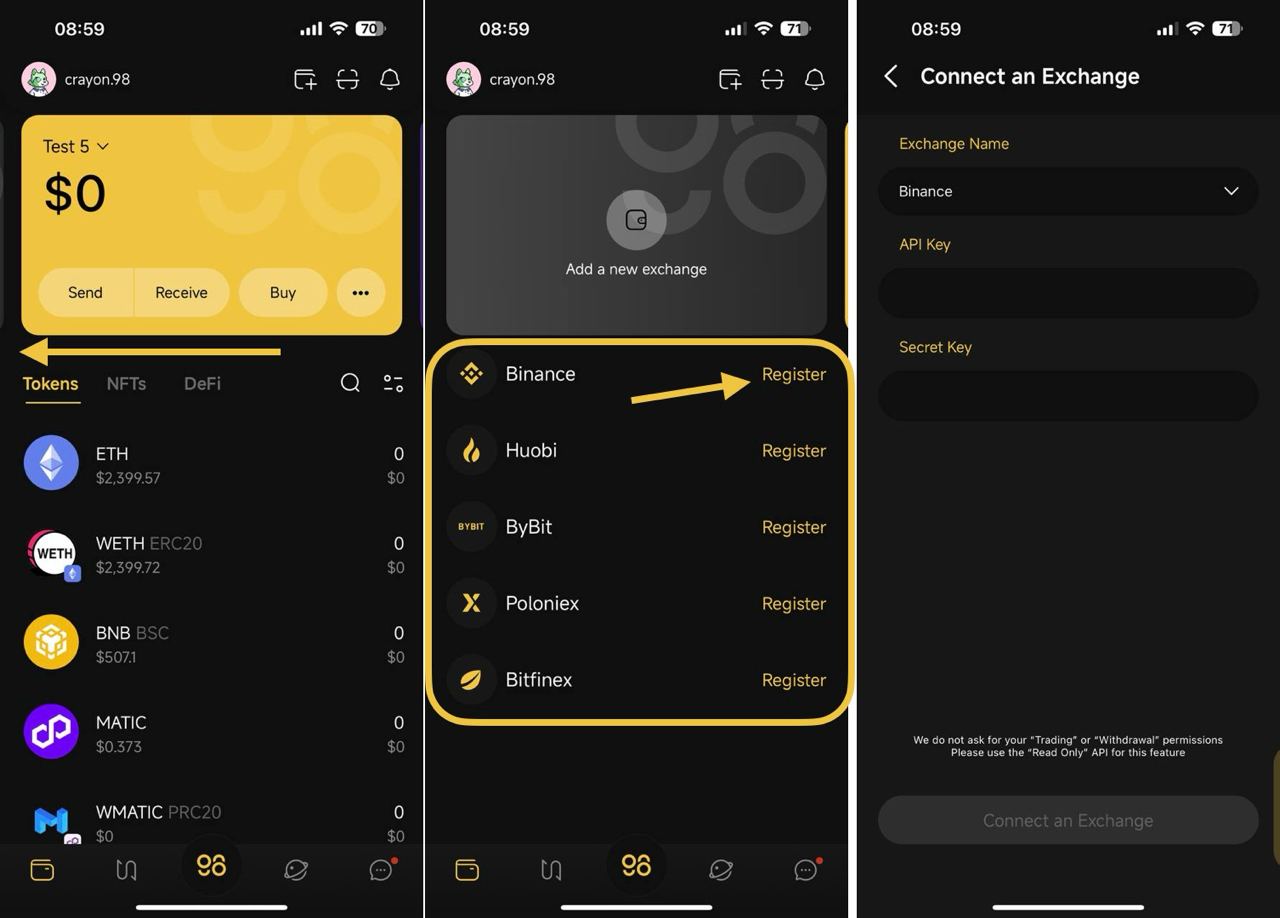 08:59
70
crayon.98
Test 5
$0
Send
Receive
Buy
Tokens
NFTs
DeFi
ETH
0
$2,399.57
$0
WETH
WETH ERC20
0
$2,399.72
$0
BNB BSC
0
$507.1
$0
MATIC
0
$0.373
$0
WMATIC PRC20
0
$0
$0
96
08:59
71
crayon.98
Add a new exchange
Binance
Register
Huobi
Register
BYBIT
ByBit
Register
Poloniex
Register
Bitfinex
Register
96
08:59
71
Connect an Exchange
Exchange Name
Binance
API Key
Secret Key
We do not ask for your "Trading" or "Withdrawal" permissions
Please use the "Read Only" API for this feature
Connect an Exchange